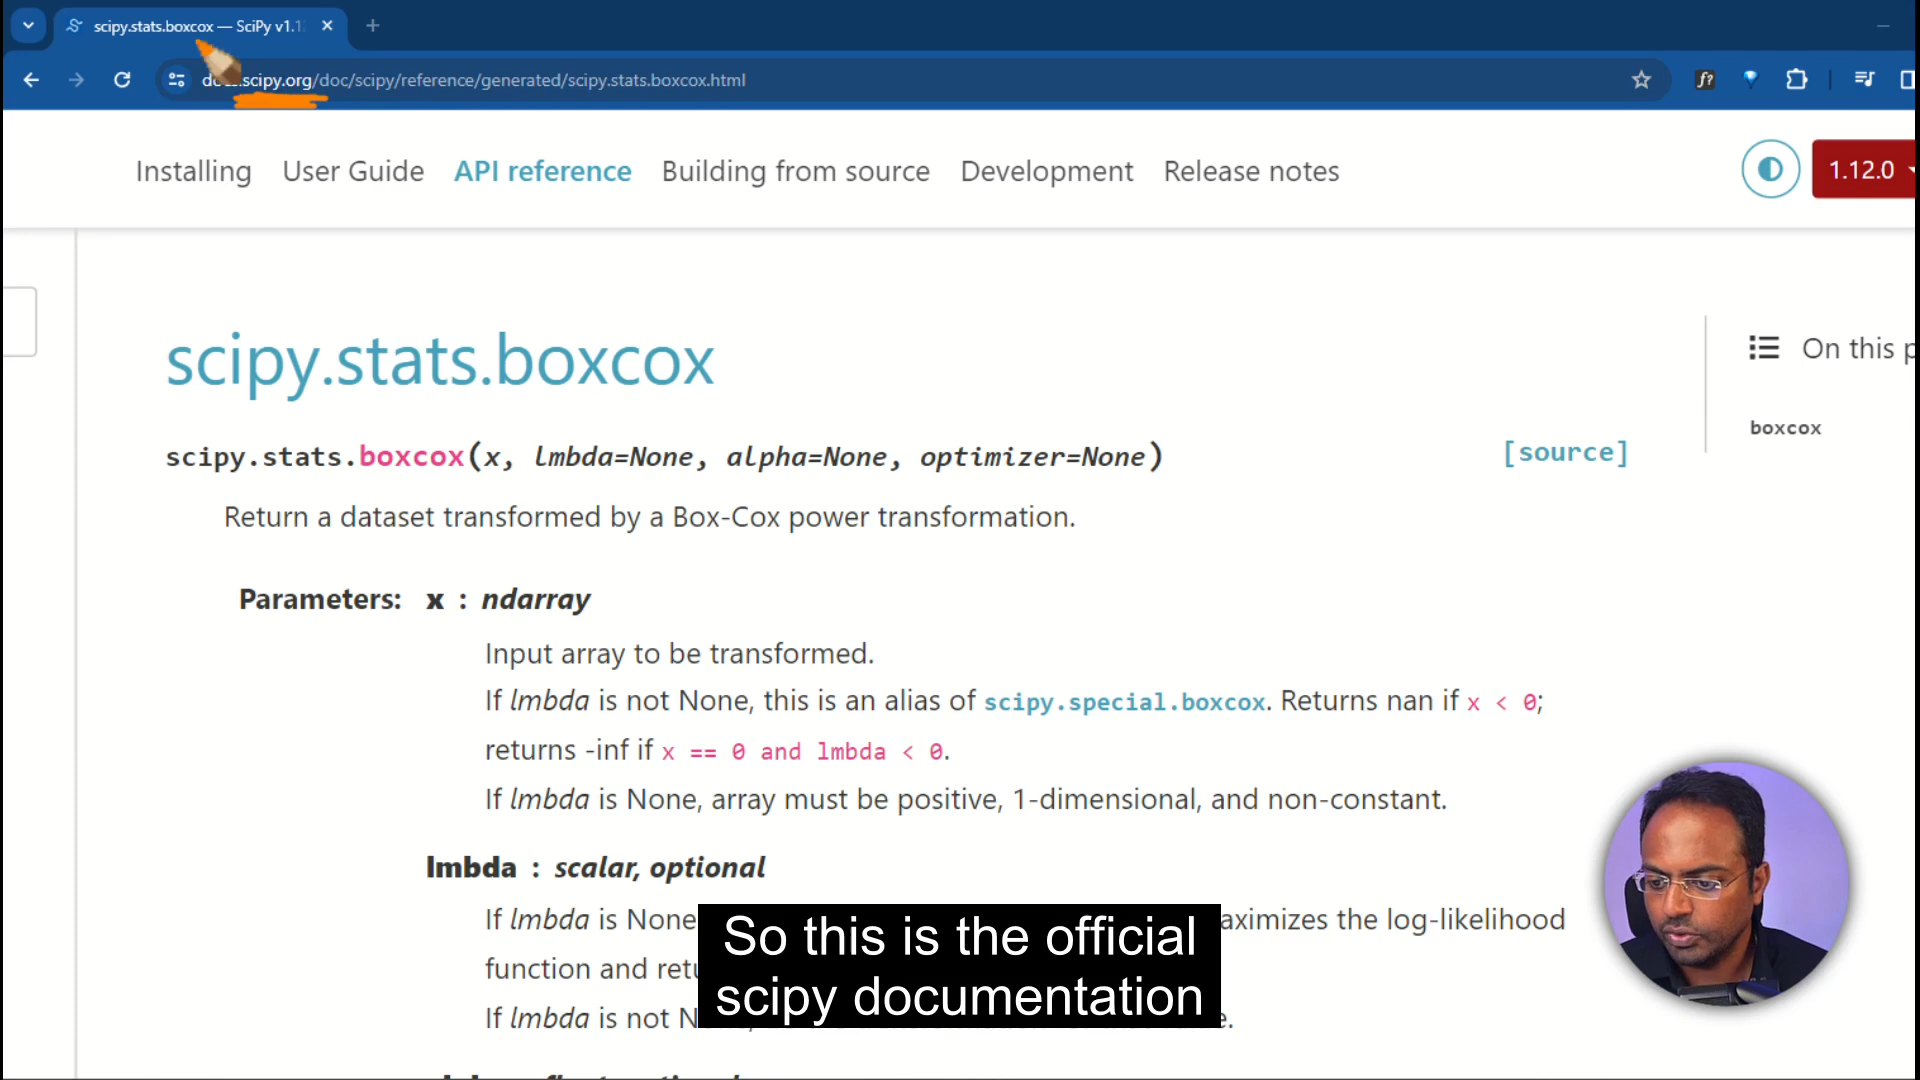 scipy.stats.boxcox — SciPy v1.1
scipy.org/doc/scipy/reference/generated/scipy.stats.boxcox.html
f?
Installing User Guide API reference Building from source Development Release notes
1.12.0
scipy.stats.boxcox
On this p
boxcox
scipy.stats.boxcox(x, lmbda=None, alpha=None, optimizer=None)
[source]
Return a dataset transformed by a Box-Cox power transformation.
Parameters: x : ndarray
Input array to be transformed.
If lmbda is not None, this is an alias of scipy.special.boxcox. Returns nan if x < 0;
returns -inf if x == 0 and lmbda < 0.
If lmbda is None, array must be positive, 1-dimensional, and non-constant.
lmbda : scalar, optional
If lmbda is None aximizes the log-likelihood
function and retu
If lmbda is not N e.
So this is the official
scipy documentation